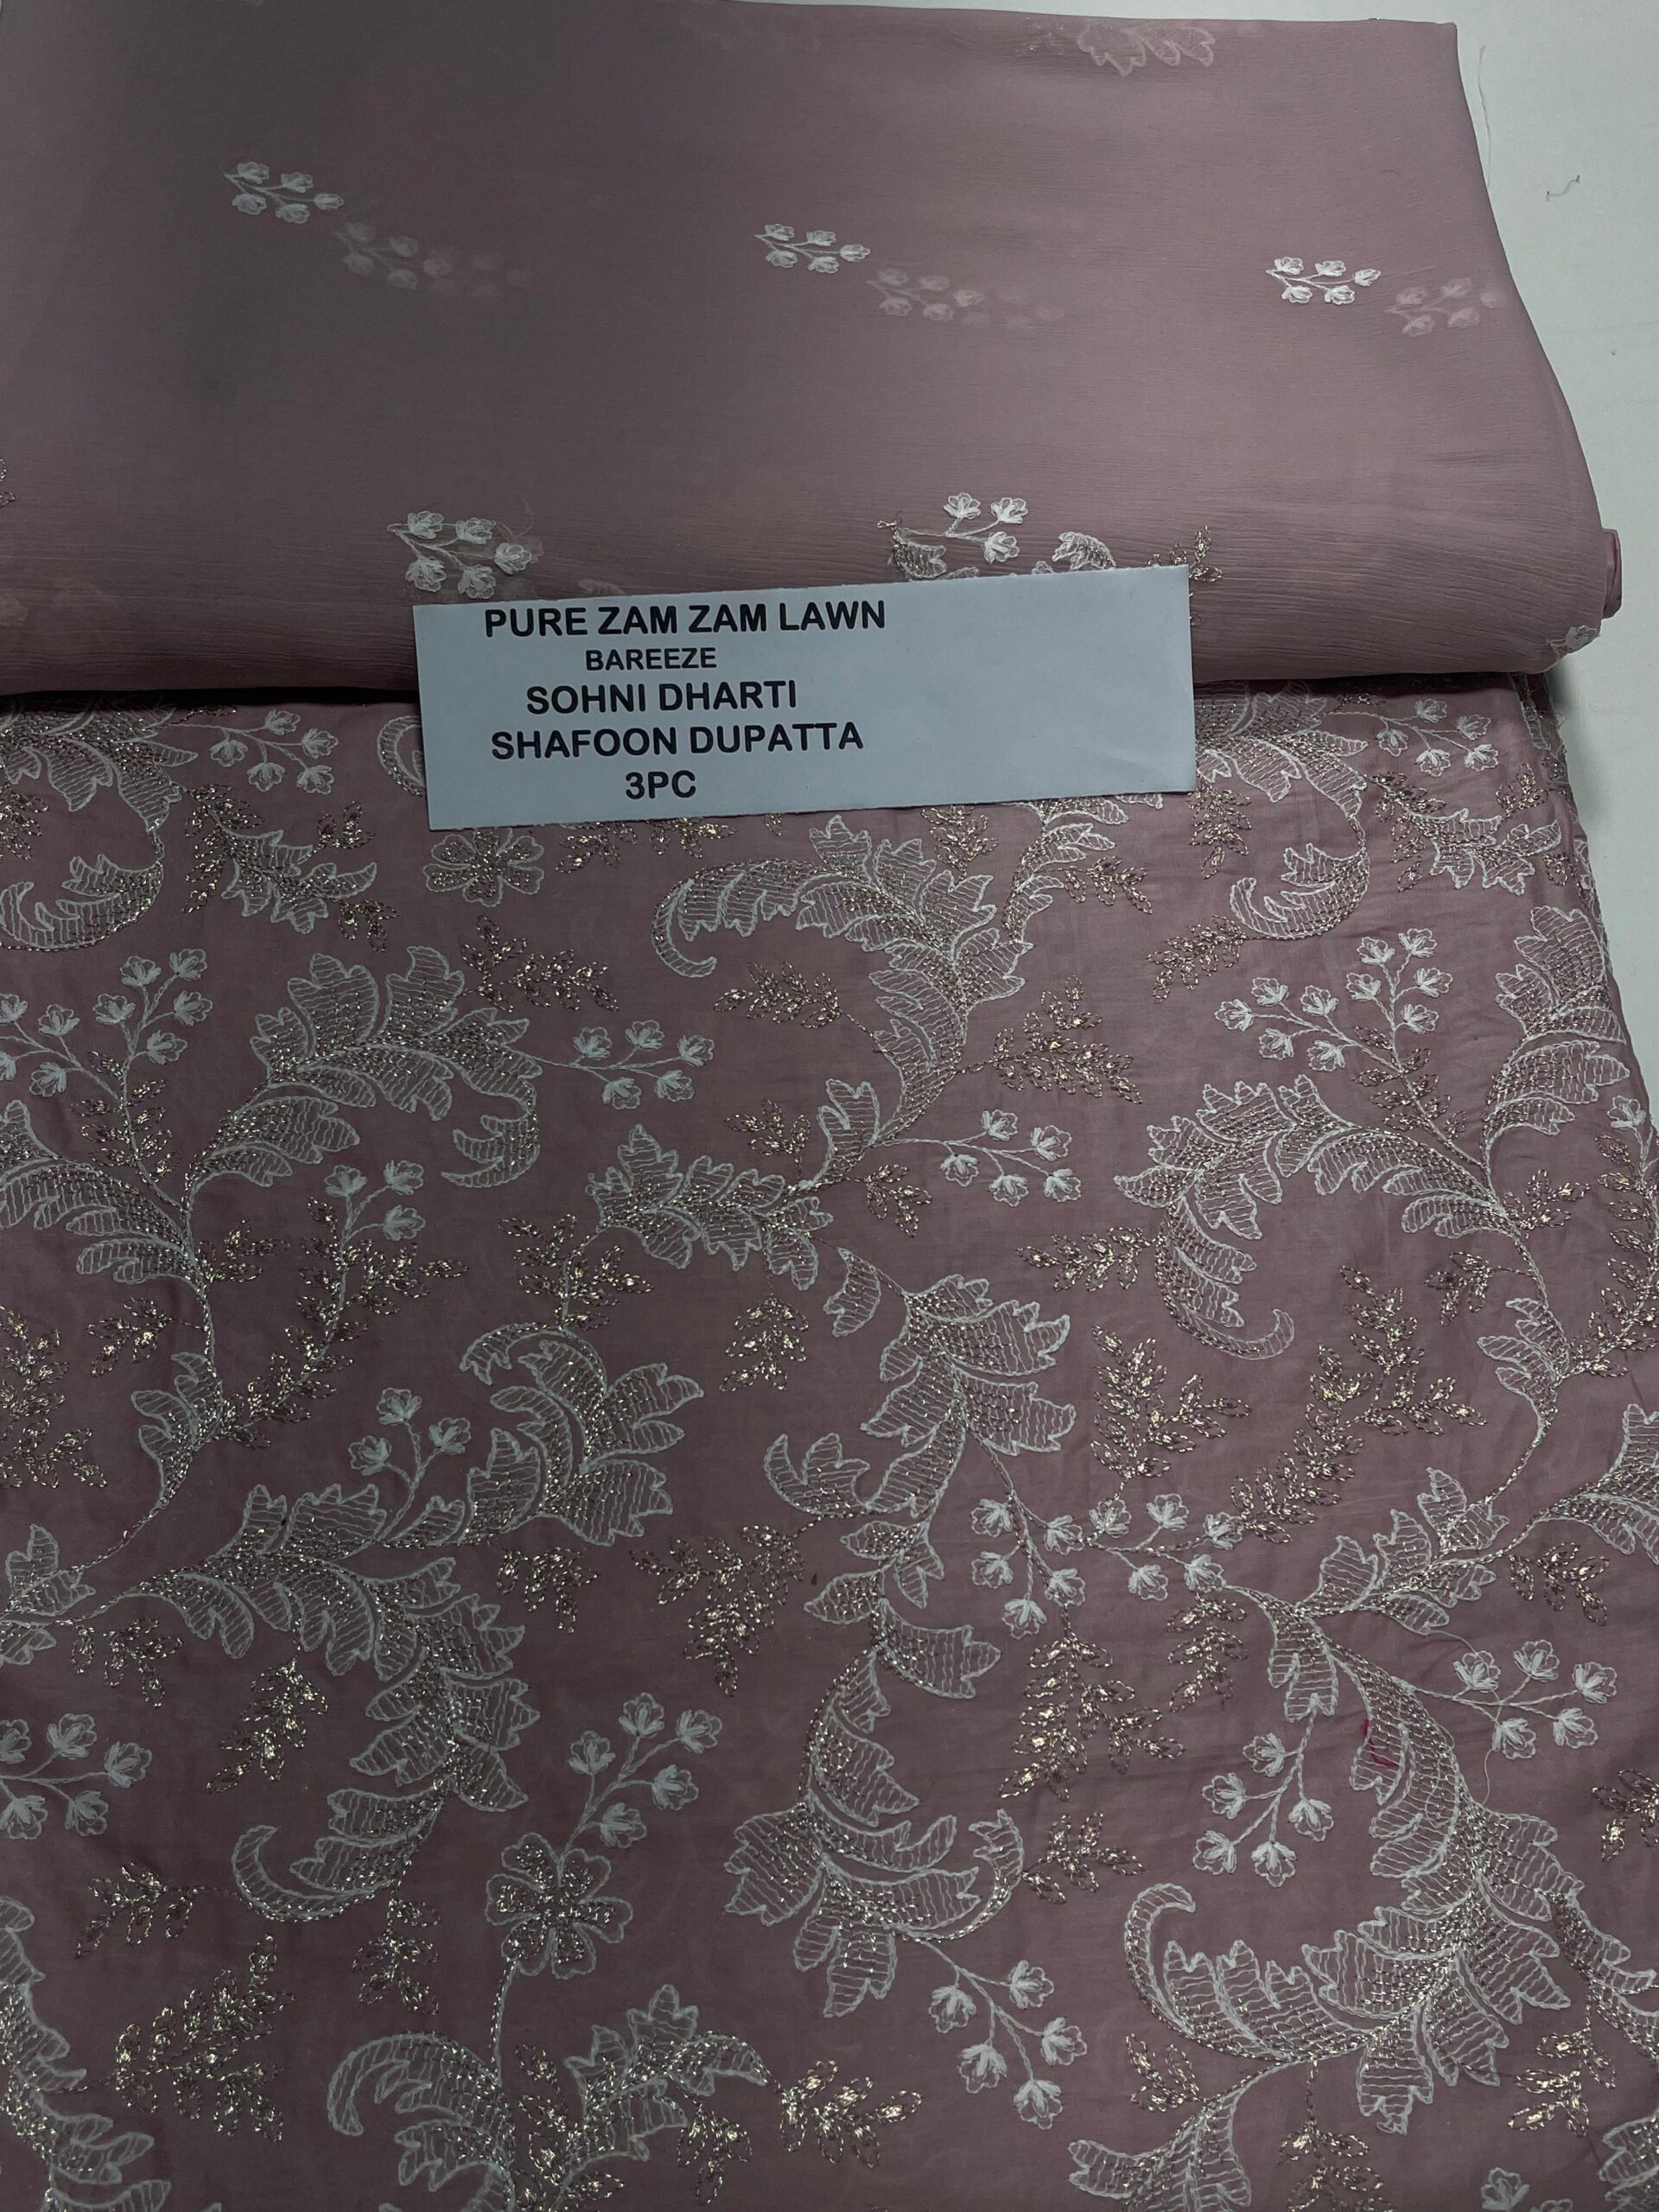 PURE ZAM ZAM LAWN
BAREEZE
SOHNI DHARTI
SHAFOON DUPATTA
3PC